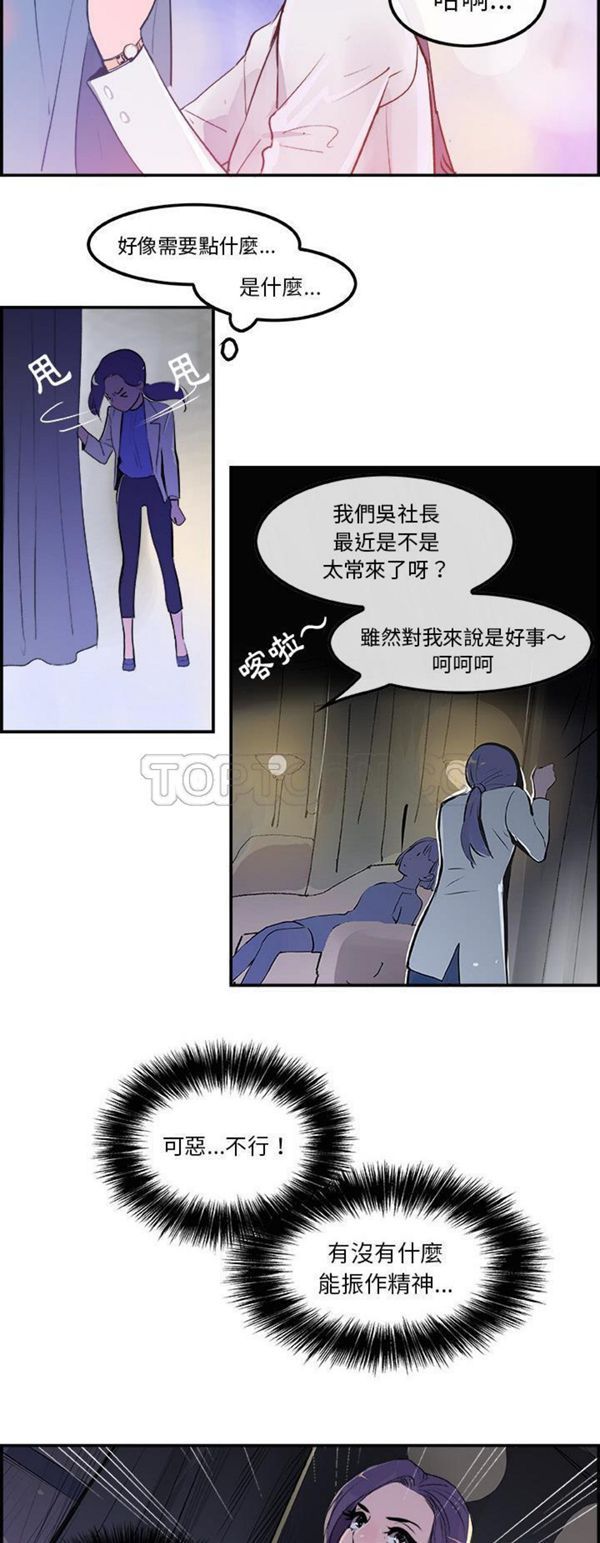 咕啊...
好像需要點什麼...
是什麼...
甩
甩
我們吳社長
最近是不是
太常來了呀？
雖然對我來說是好事～
呵呵呵
喀啦～
可惡...不行！
有沒有什麼
能振作精神...